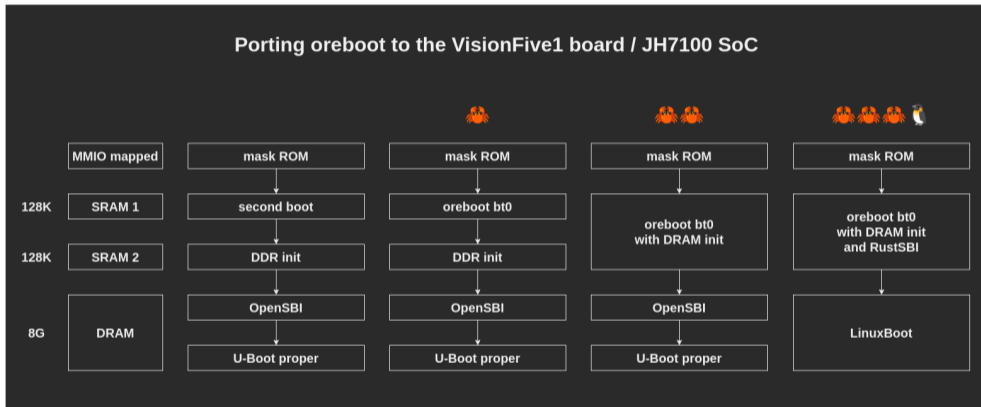 Porting oreboot to the VisionFive1 board / JH7100 SoC
MMIO mapped
mask ROM
mask ROM
mask ROM
mask ROM
128K
SRAM 1
second boot
oreboot bt0
oreboot bt0
with DRAM init
oreboot bt0
with DRAM init
and RustSBI
128K
SRAM 2
DDR init
DDR init
8G
DRAM
OpenSBI
OpenSBI
OpenSBI
LinuxBoot
U-Boot proper
U-Boot proper
U-Boot proper